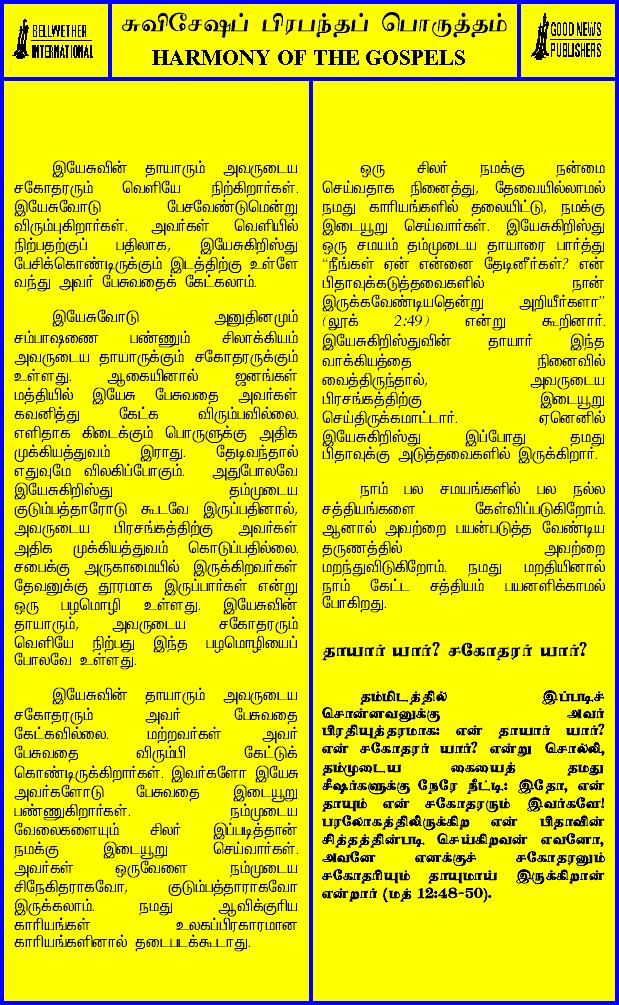 BELLWETHER
INTERNATIONAL
சுவிசேஷப் பிரபந்தப் பொருத்தம்
HARMONY OF THE GOSPELS
GOOD NEWS
PUBLISHERS
இயேசுவின் தாயாரும் அவருடைய
சகோதரரும் வெளியே நிற்கிறார்கள்.
இயேசுவோடு பேசவேண்டுமென்று
விரும்புகிறார்கள். அவர்கள் வெளியில்
நிற்பதற்குப் பதிலாக, இயேசுகிறிஸ்து
பேசிக்கொண்டிருக்கும் இடத்திற்கு உள்ளே
வந்து அவர் பேசுவதைக் கேட்கலாம்.
இயேசுவோடு அனுதினமும்
சம்பாஷணை பண்ணும் சிலாக்கியம்
அவருடைய தாயாருக்கும் சகோதரருக்கும்
உள்ளது. ஆகையினால் ஜனங்கள்
மத்தியில் இயேசு பேசுவதை அவர்கள்
கவனித்து கேட்க விரும்பவில்லை.
எளிதாக கிடைக்கும் பொருளுக்கு அதிக
முக்கியத்துவம் இராது. தேடிவந்தால்
எதுவுமே விலகிப்போகும். அதுபோலவே
இயேசுகிறிஸ்து தம்முடைய
குடும்பத்தாரோடு கூடவே இருப்பதினால்,
அவருடைய பிரசங்கத்திற்கு அவர்கள்
அதிக முக்கியத்துவம் கொடுப்பதில்லை.
சபைக்கு அருகாமையில் இருக்கிறவர்கள்
தேவனுக்கு தூரமாக இருப்பார்கள் என்று
ஒரு பழமொழி உள்ளது. இயேசுவின்
தாயாரும், அவருடைய சகோதரரும்
வெளியே நிற்பது இந்த பழமொழியைப்
போலவே உள்ளது.
இயேசுவின் தாயாரும் அவருடைய
சகோதரரும் அவர் பேசுவதை
கேட்கவில்லை. மற்றவர்கள் அவர்
பேசுவதை விரும்பி கேட்டுக்
கொண்டிருக்கிறார்கள். இவர்களோ இயேசு
அவர்களோடு பேசுவதை இடையூறு
பண்ணுகிறார்கள். நம்முடைய
வேலைகளையும் சிலர் இப்படித்தான்
நமக்கு இடையூறு செய்வார்கள்.
அவர்கள் ஒருவேளை நம்முடைய
சிநேகிதராகவோ, குடும்பத்தாராகவோ
இருக்கலாம். நமது ஆவிக்குரிய
காரியங்கள் உலகப்பிரகாரமான
காரியங்களினால் தடைபடக்கூடாது.
ஒரு சிலர் நமக்கு நன்மை
செய்வதாக நினைத்து, தேவையில்லாமல்
நமது காரியங்களில் தலையிட்டு, நமக்கு
இடையூறு செய்வார்கள். இயேசுகிறிஸ்து
ஒரு சமயம் தம்முடைய தாயாரை பார்த்து
“நீங்கள் ஏன் என்னை தேடினீர்கள்? என்
பிதாவுக்கடுத்தவைகளில் நான்
இருக்கவேண்டியதென்று அறியீர்களா”
(லூக் 2:49) என்று கூறினார்.
இயேசுகிறிஸ்துவின் தாயார் இந்த
வாக்கியத்தை நினைவில்
வைத்திருந்தால், அவருடைய
பிரசங்கத்திற்கு இடையூறு
செய்திருக்கமாட்டார். ஏனெனில்
இயேசுகிறிஸ்து இப்போது தமது
பிதாவுக்கு அடுத்தவைகளில் இருக்கிறார்.
நாம் பல சமயங்களில் பல நல்ல
சத்தியங்களை கேள்விப்படுகிறோம்.
ஆனால் அவற்றை பயன்படுத்த வேண்டிய
தருணத்தில் அவற்றை
மறந்துவிடுகிறோம். நமது மறதியினால்
நாம் கேட்ட சத்தியம் பயனளிக்காமல்
போகிறது.
தாயார் யார்? சகோதரர் யார்?
தம்மிடத்தில் இப்படிச்
சொன்னவனுக்கு அவர்
பிரதியுத்தரமாக: என் தாயார் யார்?
என் சகோதரர் யார்? என்று சொல்லி,
தம்முடைய கையைத் தமது
சீஷர்களுக்கு நேரே நீட்டி.: இதோ, என்
தாயும் என் சகோதரரும் இவர்களே!
பரலோகத்திலிருக்கிற என் பிதாவின்
சித்தத்தின்படி செய்கிறவன் எவனோ,
அவனே எனக்குச் சகோதரனும்
சகோதரியும் தாயுமாய் இருக்கிறான்
என்றார் (மத் 12:48-50).